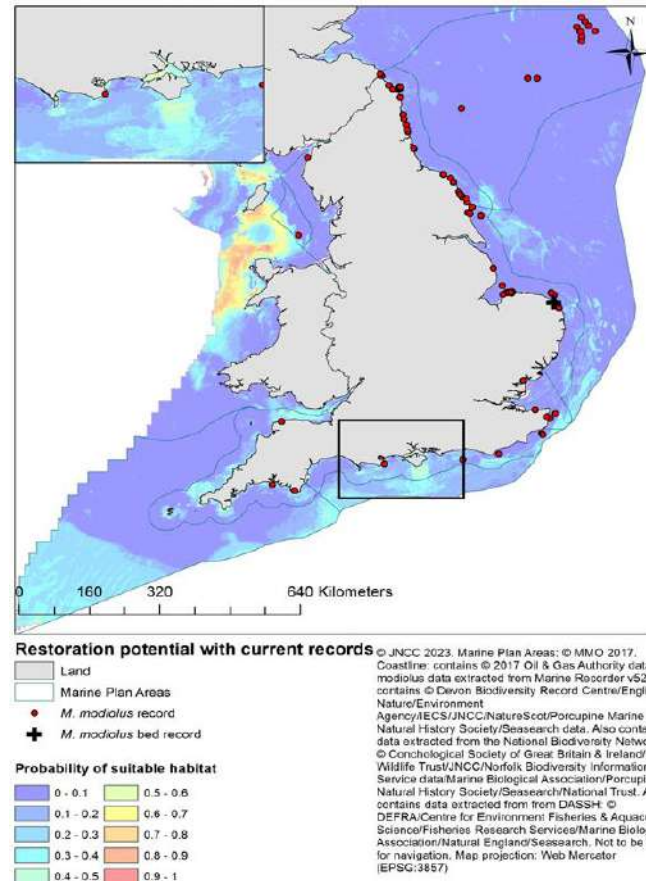 N
0 160 320 640 Kilometers
Restoration potential with current records
Land
Marine Plan Areas
M. modiolus record
M. modiolus bed record
Probability of suitable habitat
0 - 0.1
0.1 - 0.2
0.2 - 0.3
0.3 - 0.4
0.4 - 0.5
0.5 - 0.6
0.6 - 0.7
0.7 - 0.8
0.8 - 0.9
0.9 - 1
© JNCC 2023. Marine Plan Areas: © MMO 2017.
Coastline: contains © 2017 Oil & Gas Authority dat
modiolus data extracted from Marine Recorder v52
contains © Devon Biodiversity Record Centre/Engl
Nature/Environment
Agency/IECS/JNCC/NatureScot/Porcupine Marine
Natural History Society/Seasearch data. Also conta
data extracted from the National Biodiversity Netwo
© Conchological Society of Great Britain & Ireland/
Wildlife Trust/JNCC/Norfolk Biodiversity Information
Service data/Marine Biological Association/Porcupi
Natural History Society/Seasearch/National Trust. A
contains data extracted from from DASSH: ©
DEFRA/Centre for Environment Fisheries & Aquac
Science/Fisheries Research Services/Marine Biolog
Association/Natural England/Seasearch. Not to be
for navigation. Map projection: Web Mercator
(EPSG:3857)